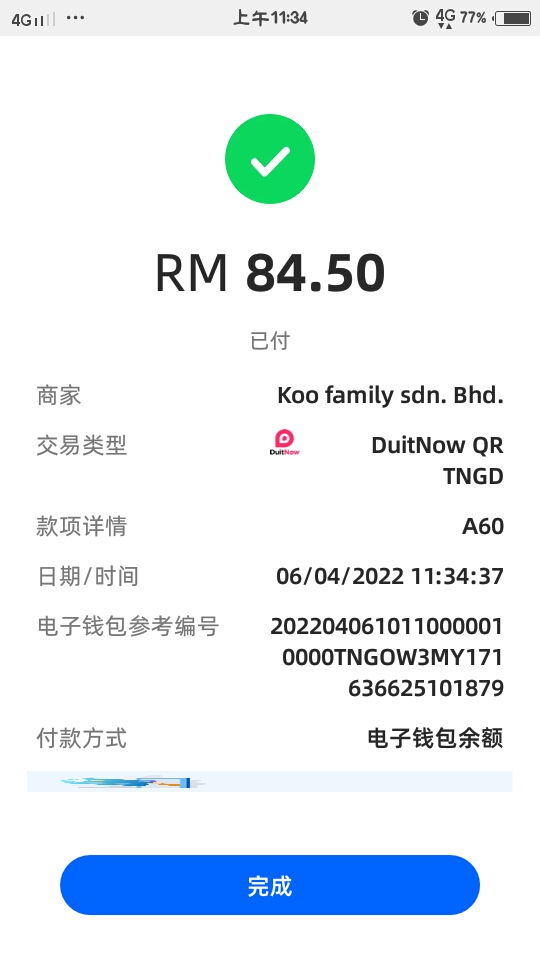 4G 上午11:34 4G 77%
RM 84.50
已付
商家 Koo family sdn. Bhd.
交易类型 DuitNow DuitNow QR
TNGD
款项详情 A60
日期/时间 06/04/2022 11:34:37
电子钱包参考编号 202204061011000001
0000TNGOW3MY171
636625101879
付款方式 电子钱包余额
完成